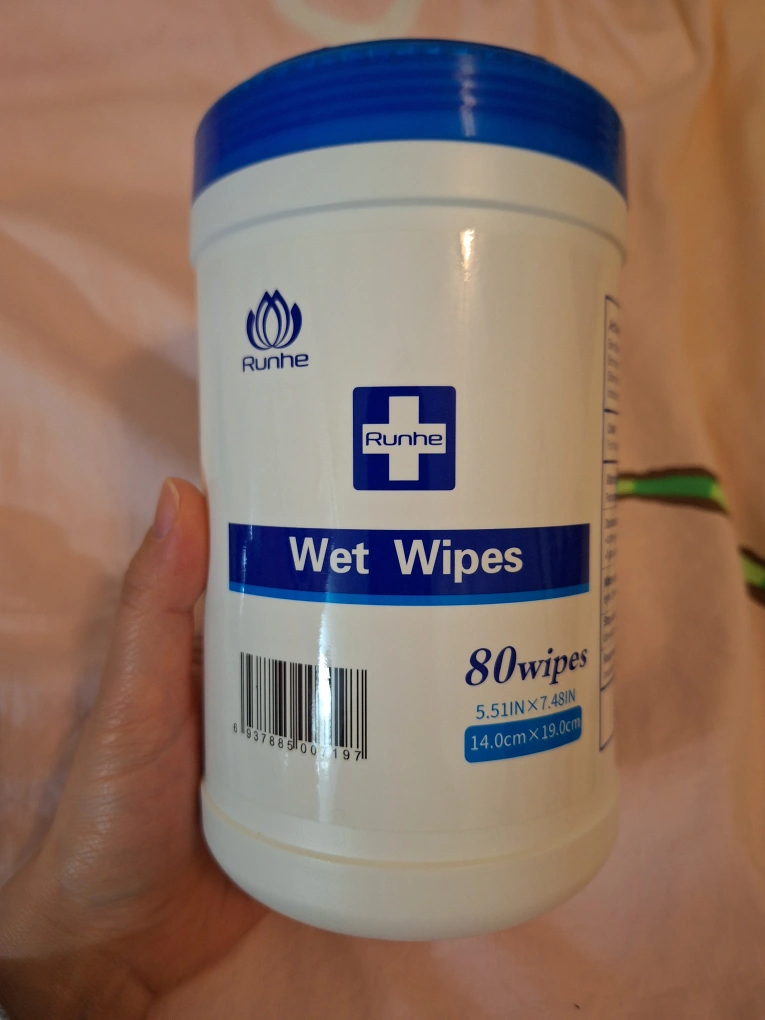 Runhe
Runhe
Wet Wipes
80wipes
5.51IN×7.48IN
14.0cm×19.0cm